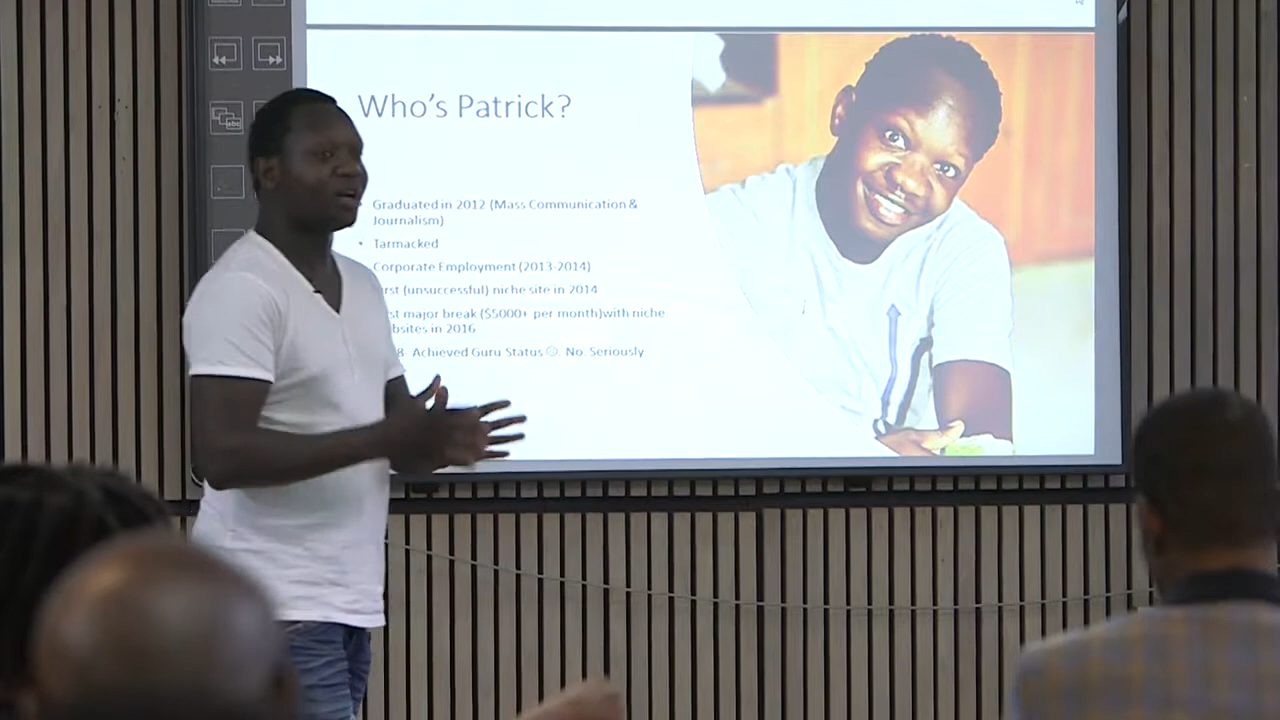 Who's Patrick?
Graduated in 2012 (Mass Communication &
Journalism)
• Tarmacked
Corporate Employment (2013-2014)
(unsuccessful) niche site in 2014
major break ($5000+ per month)with niche
in 2016
Achieved Guru Status ☺. No. Seriously
abc